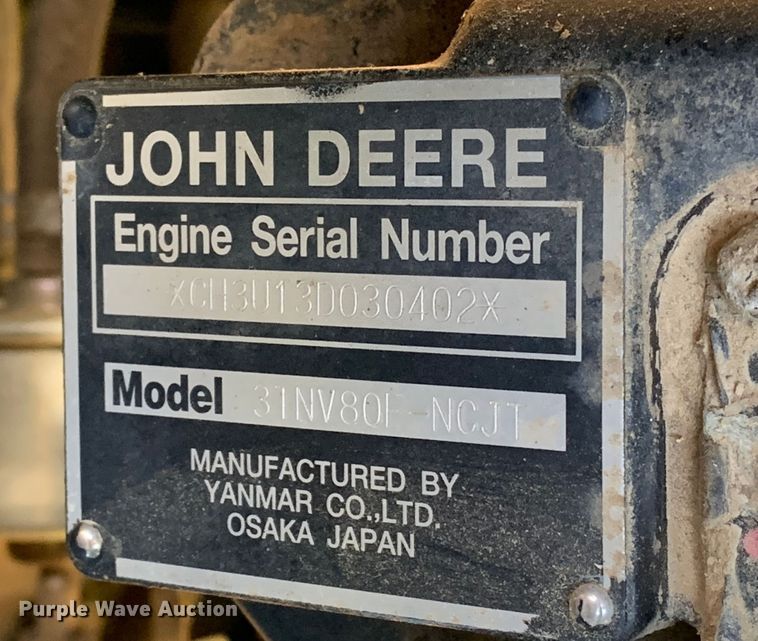 JOHN DEERE
Engine Serial Number
*CH3U13D030402*
Model 3TNV80F-NCJT
MANUFACTURED BY
YANMAR CO.,LTD.
OSAKA JAPAN
Purple Wave Auction